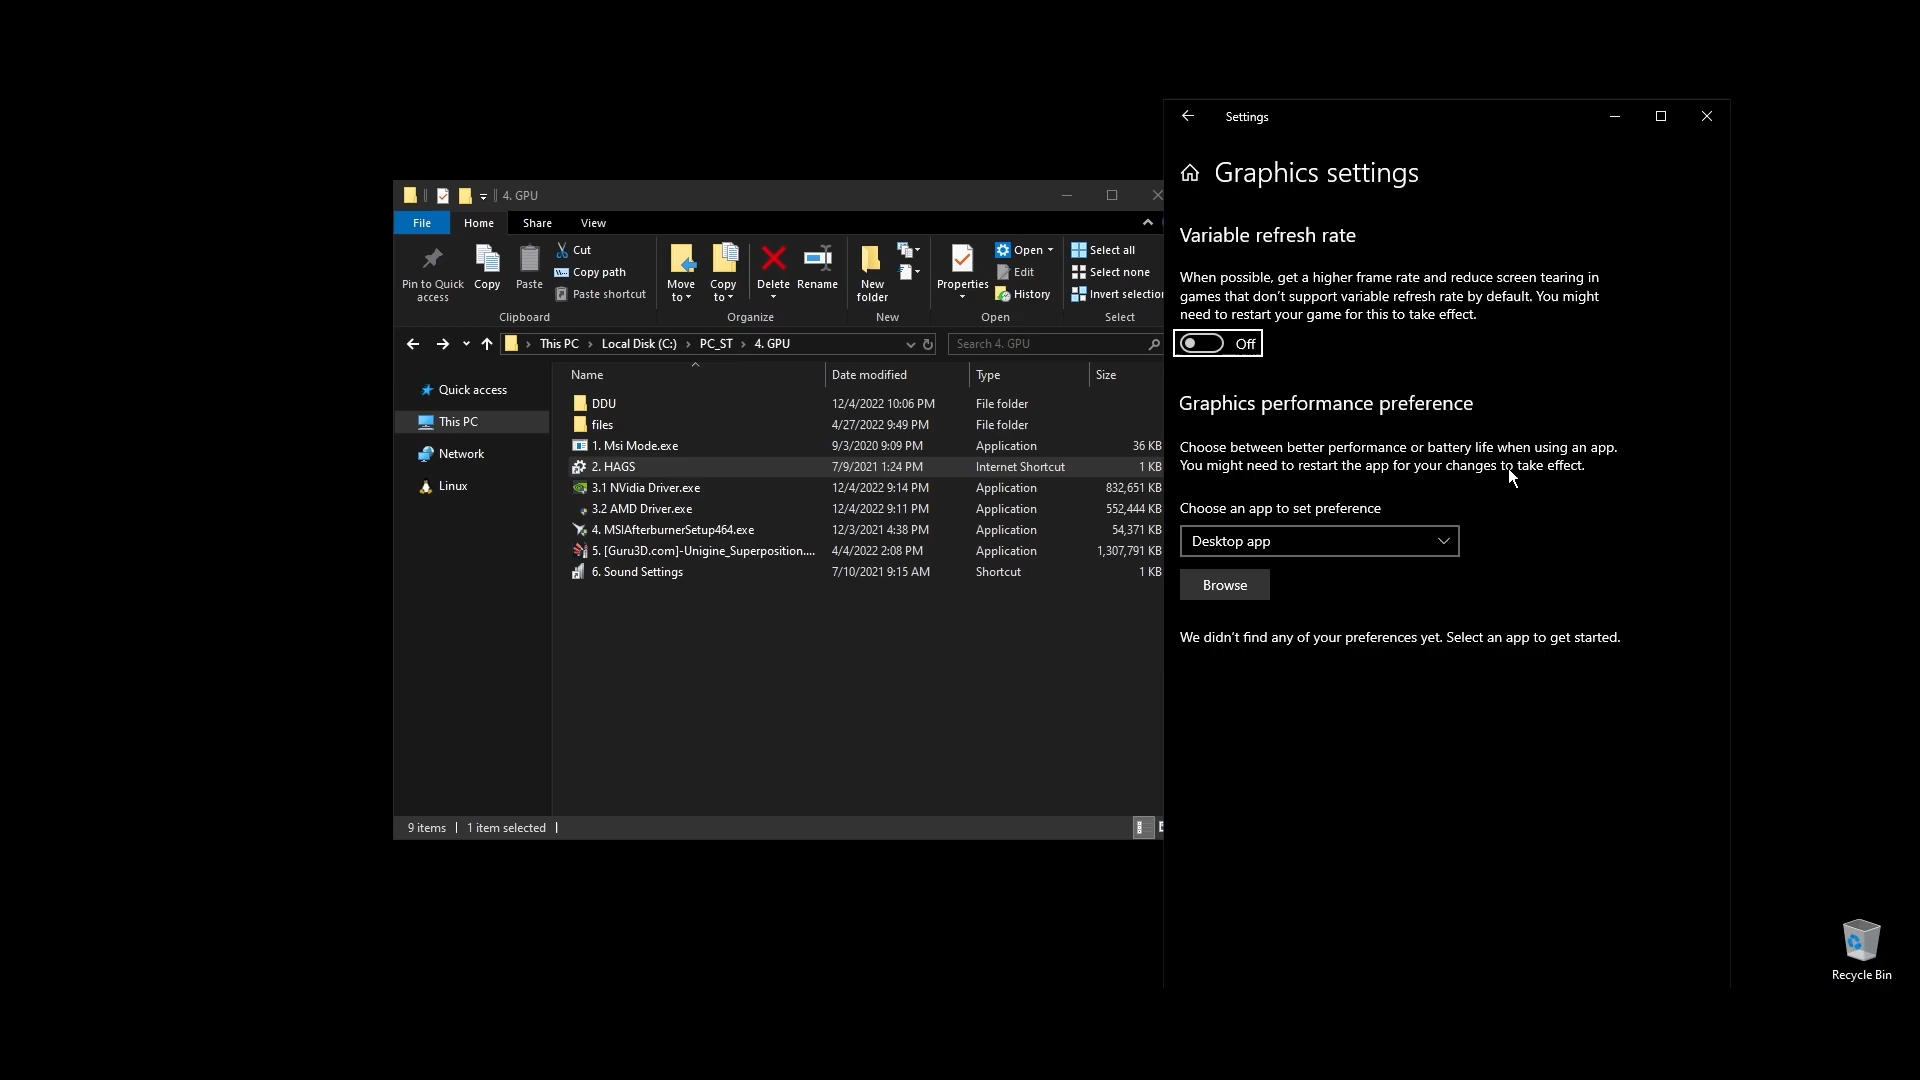 4. GPU
File
Home
Share
View
Pin to Quick
access
Copy
Paste
Cut
Copy path
Paste shortcut
Clipboard
Move
to
Copy
to
Delete
Rename
Organize
New
folder
New
Properties
Open
Edit
History
Open
Select all
Select none
Invert selection
Select
This PC
Local Disk (C:)
PC_ST
4. GPU
Search 4. GPU
Quick access
This PC
Network
Linux
Name Date modified Type Size
DDU 12/4/2022 10:06 PM File folder
files 4/27/2022 9:49 PM File folder
1. Msi Mode.exe 9/3/2020 9:09 PM Application 36 KB
2. HAGS 7/9/2021 1:24 PM Internet Shortcut 1 KB
3.1 NVidia Driver.exe 12/4/2022 9:14 PM Application 832,651 KB
3.2 AMD Driver.exe 12/4/2022 9:11 PM Application 552,444 KB
4. MSIAfterburnerSetup464.exe 12/3/2021 4:38 PM Application 54,371 KB
5. [Guru3D.com]-Unigine_Superposition.... 4/4/2022 2:08 PM Application 1,307,791 KB
6. Sound Settings 7/10/2021 9:15 AM Shortcut 1 KB
9 items 1 item selected
Settings
Graphics settings
Variable refresh rate
When possible, get a higher frame rate and reduce screen tearing in
games that don't support variable refresh rate by default. You might
need to restart your game for this to take effect.
Off
Graphics performance preference
Choose between better performance or battery life when using an app.
You might need to restart the app for your changes to take effect.
Choose an app to set preference
Desktop app
Browse
We didn't find any of your preferences yet. Select an app to get started.
Recycle Bin